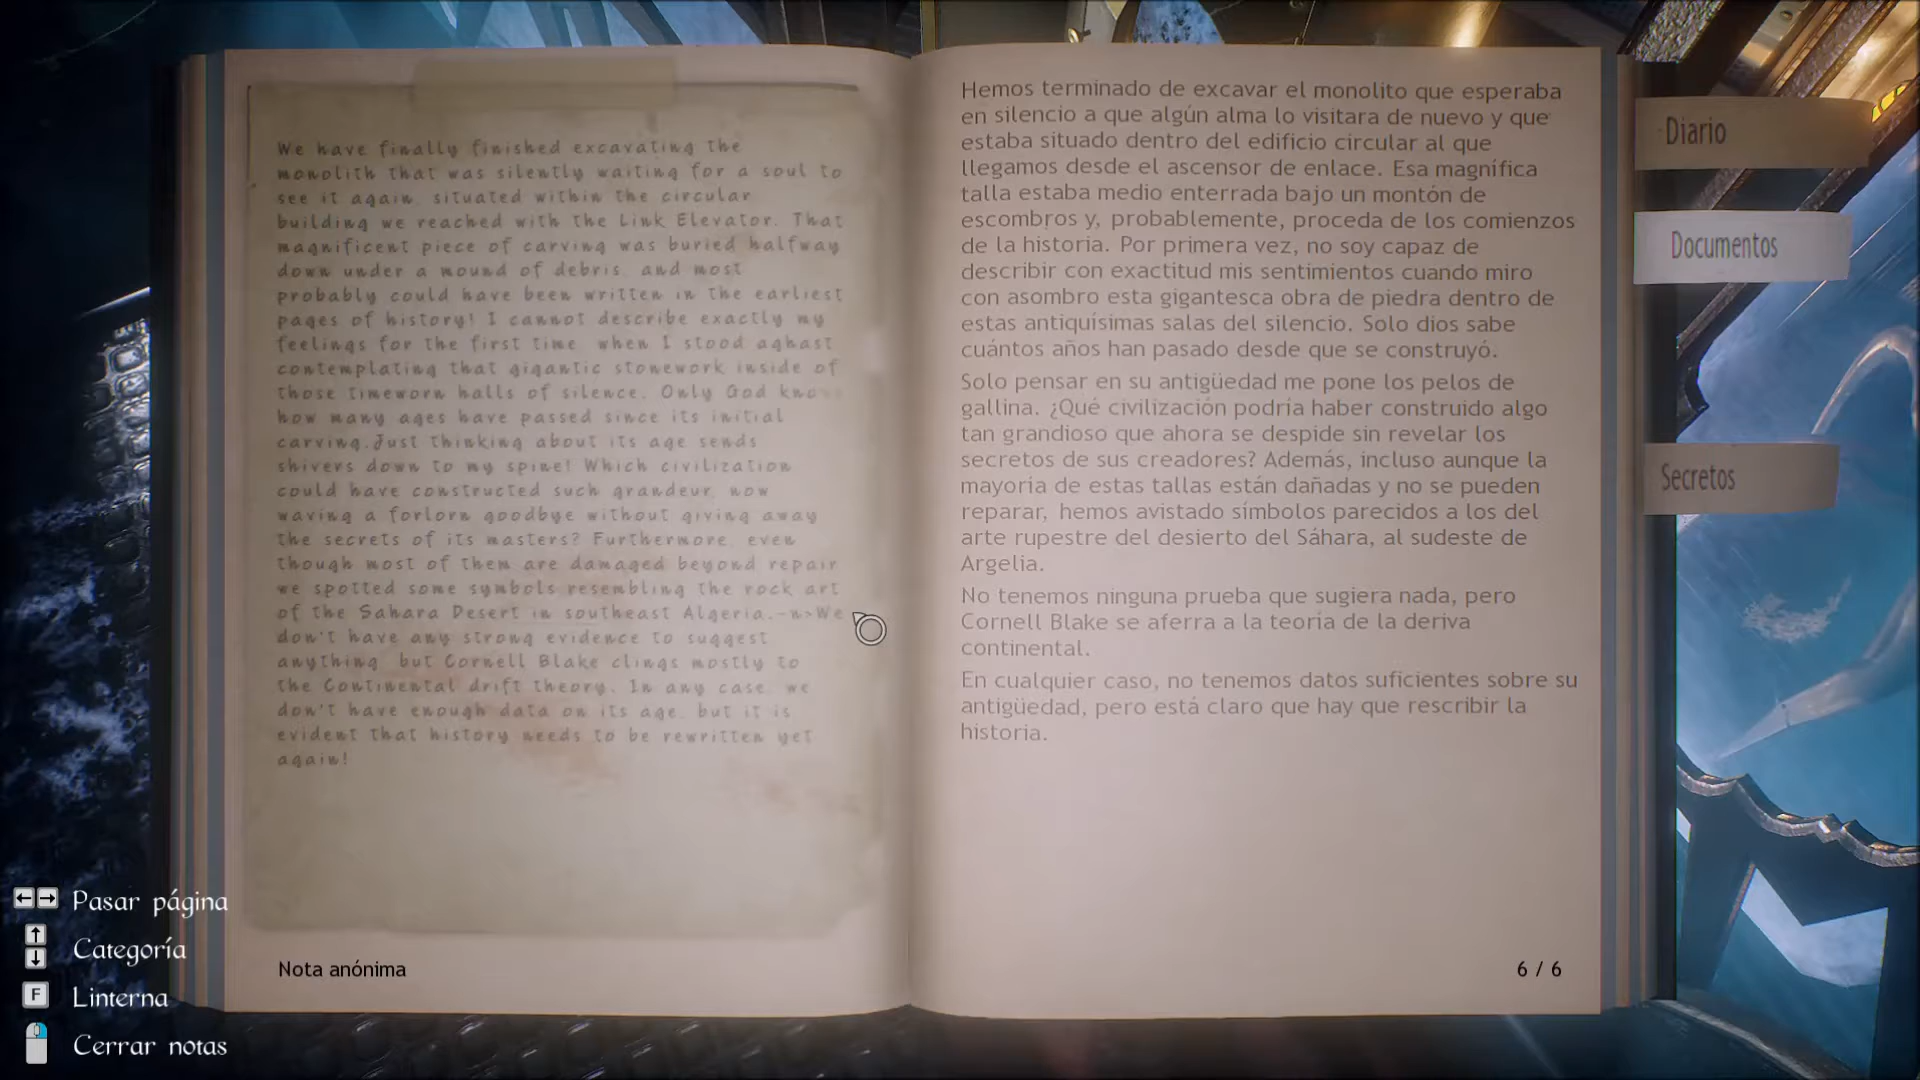 We have finally finished excavating the
monolith that was silently waiting for a soul to
see it again, situated within the circular
building we reached with the Link Elevator. That
magnificent piece of carving was buried halfway
down under a mound of debris, and most
probably could have been written in the earliest
pages of history! I cannot describe exactly my
feelings for the first time, when I stood aghast
contemplating that gigantic stonework inside of
those timeworn halls of silence. Only God knows
how many ages have passed since its initial
carving.Just thinking about its age sends
shivers down to my spine! Which civilization
could have constructed such grandeur, now
waving a forlorn goodbye without giving away
the secrets of its masters? Furthermore, even
though most of them are damaged beyond repair
we spotted some symbols resembling the rock art
of the Sahara Desert in southeast Algeria.-n>We
don't have any strong evidence to suggest
anything, but Cornell Blake clings mostly to
the Continental drift theory. In any case, we
don't have enough data on its age, but it is
evident that history needs to be rewritten yet
again!
Nota anónima
Hemos terminado de excavar el monolito que esperaba
en silencio a que algún alma lo visitara de nuevo y que
estaba situado dentro del edificio circular al que
llegamos desde el ascensor de enlace. Esa magnífica
talla estaba medio enterrada bajo un montón de
escombros y, probablemente, proceda de los comienzos
de la historia. Por primera vez, no soy capaz de
describir con exactitud mis sentimientos cuando miro
con asombro esta gigantesca obra de piedra dentro de
estas antiquísimas salas del silencio. Solo dios sabe
cuántos años han pasado desde que se construyó.
Solo pensar en su antigüedad me pone los pelos de
gallina. ¿Qué civilización podría haber construido algo
tan grandioso que ahora se despide sin revelar los
secretos de sus creadores? Además, incluso aunque la
mayoría de estas tallas están dañadas y no se pueden
reparar, hemos avistado símbolos parecidos a los del
arte rupestre del desierto del Sáhara, al sudeste de
Argelia.
No tenemos ninguna prueba que sugiera nada, pero
Cornell Blake se aferra a la teoría de la deriva
continental.
En cualquier caso, no tenemos datos suficientes sobre su
antigüedad, pero está claro que hay que rescribir la
historia.
6 / 6
Diario
Documentos
Secretos
Pasar página
Categoría
F Linterna
Cerrar notas